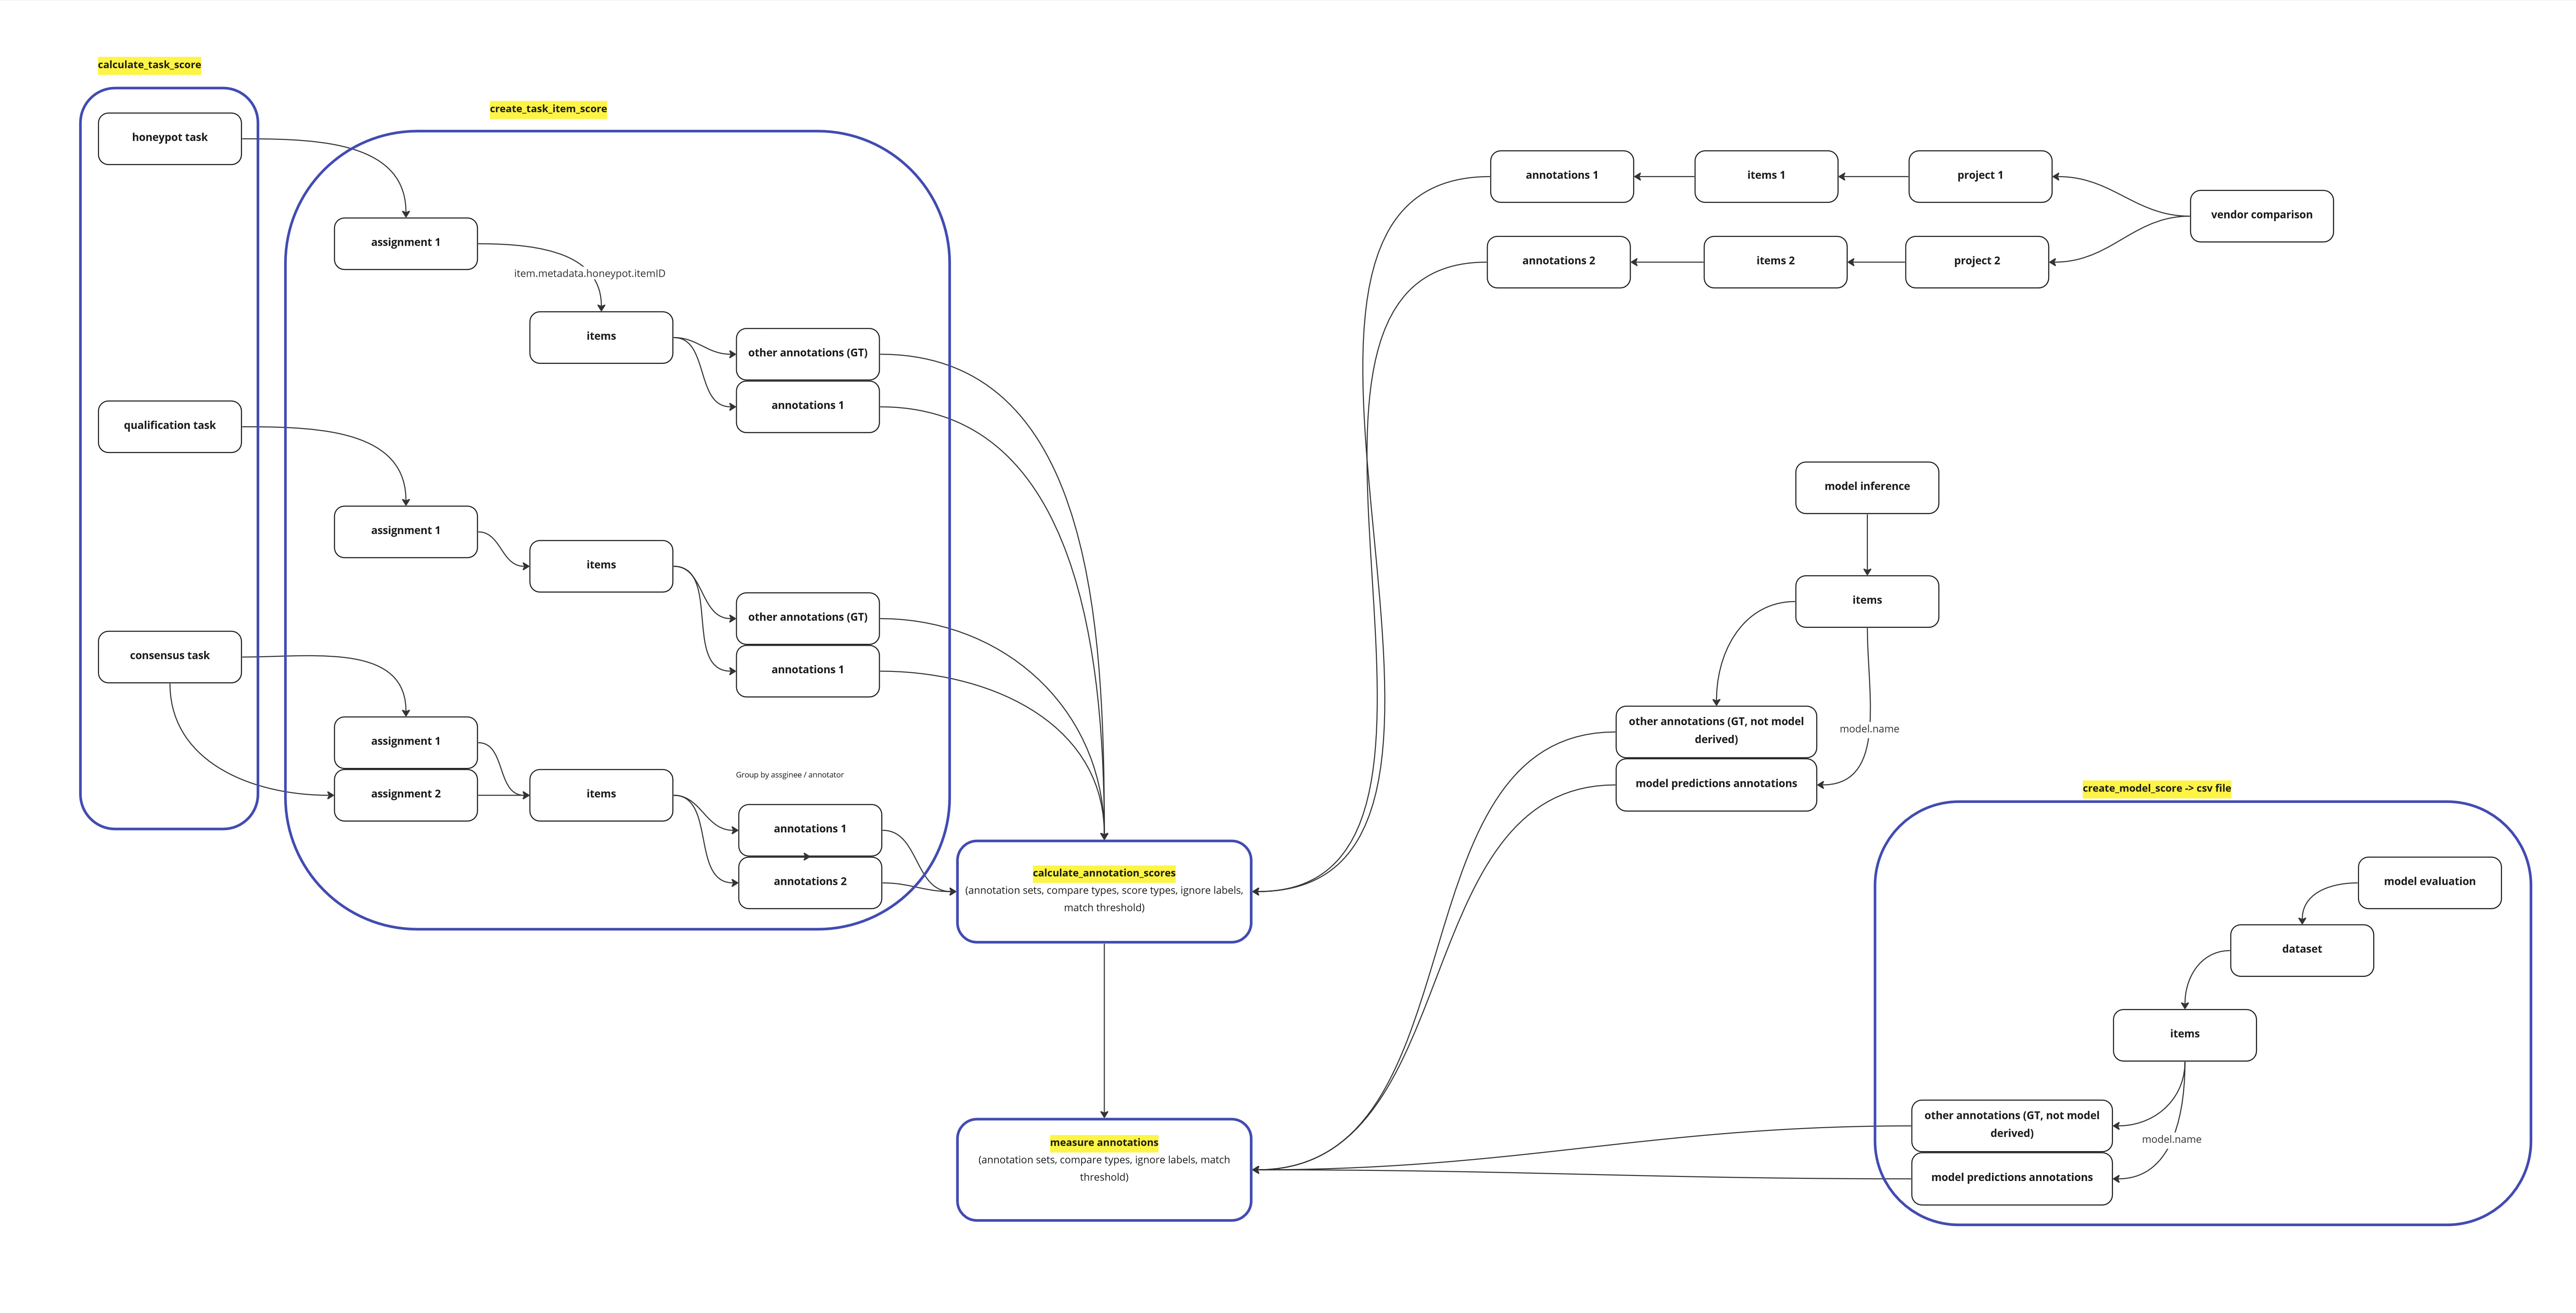 calculate_task_score
honeypot task
qualification task
consensus task
create_task_item_score
assignment 1
item.metadata.honeypot.itemID
items
other annotations (GT)
annotations 1
assignment 1
items
other annotations (GT)
annotations 1
assignment 1
assignment 2
items
Group by assginee / annotator
annotations 1
annotations 2
calculate_annotation_scores
(annotation sets, compare types, score types, ignore labels,
match threshold)
measure annotations
(annotation sets, compare types, ignore labels, match
threshold)
annotations 1
items 1
project 1
vendor comparison
annotations 2
items 2
project 2
model inference
items
other annotations (GT, not model
derived)
model.name
model predictions annotations
create_model_score -> csv file
model evaluation
dataset
items
other annotations (GT, not model
derived)
model.name
model predictions annotations